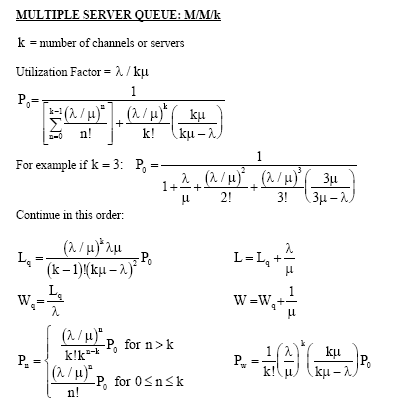 MULTIPLE SERVER QUEUE: M/M/k
k = number of channels or servers
Utilization Factor = λ / kμ
P₀ = 1 / ( [ Σ_{n=0}^{k-1} (λ / μ)ⁿ / n! ] + (λ / μ)ᵏ / k! ( kμ / (kμ – λ) ) )
For example if k = 3: P₀ = 1 / ( 1 + λ / μ + (λ / μ)² / 2! + (λ / μ)³ / 3! ( 3μ / (3μ – λ) ) )
Continue in this order:
L_q = (λ / μ)ᵏ λμ / ( (k – 1)!(kμ – λ)² ) P₀
L = L_q + λ / μ
W_q = L_q / λ
W = W_q + 1 / μ
P_n = { (λ / μ)ⁿ / ( k! k^{n–k} ) P₀ for n > k
(λ / μ)ⁿ / n! P₀ for 0 ≤ n ≤ k
P_w = 1 / k! ( λ / μ )ᵏ ( kμ / (kμ – λ) ) P₀